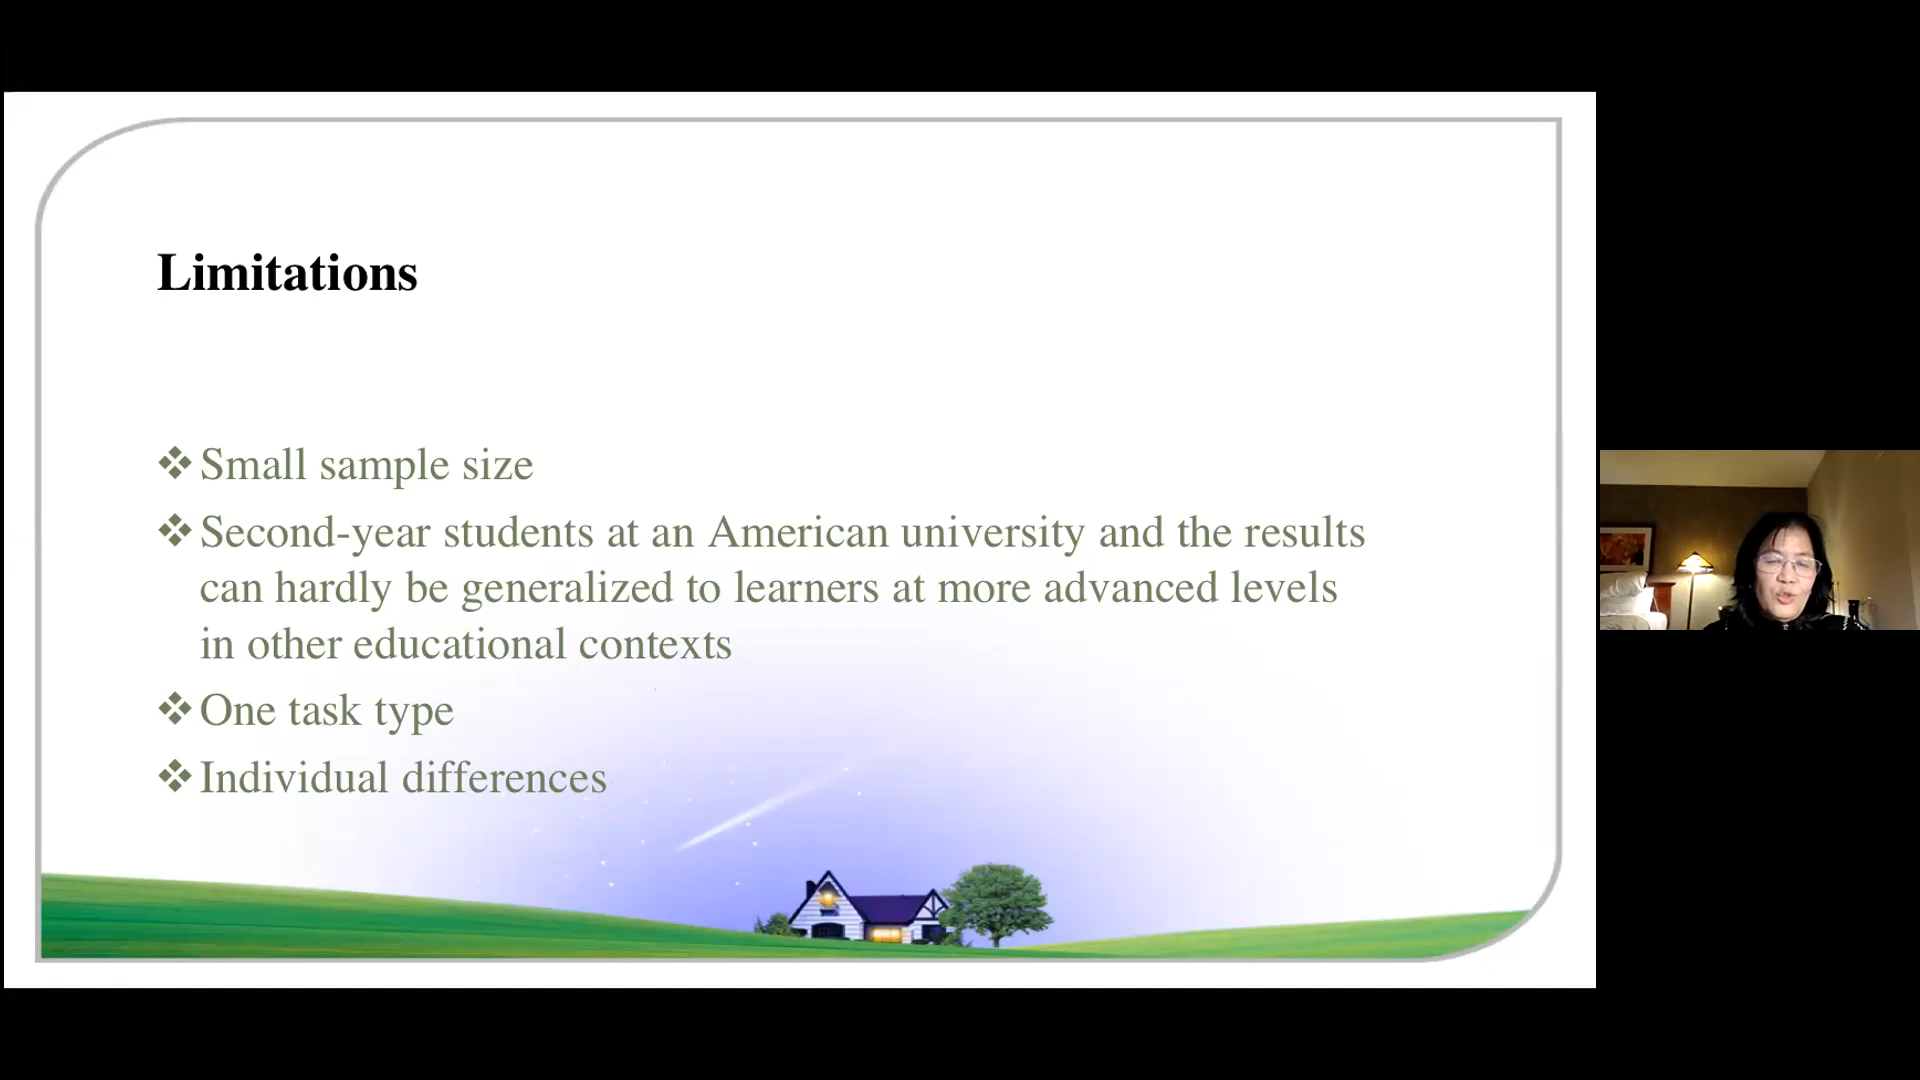 Limitations
Small sample size
Second-year students at an American university and the results
can hardly be generalized to learners at more advanced levels
in other educational contexts
One task type
Individual differences